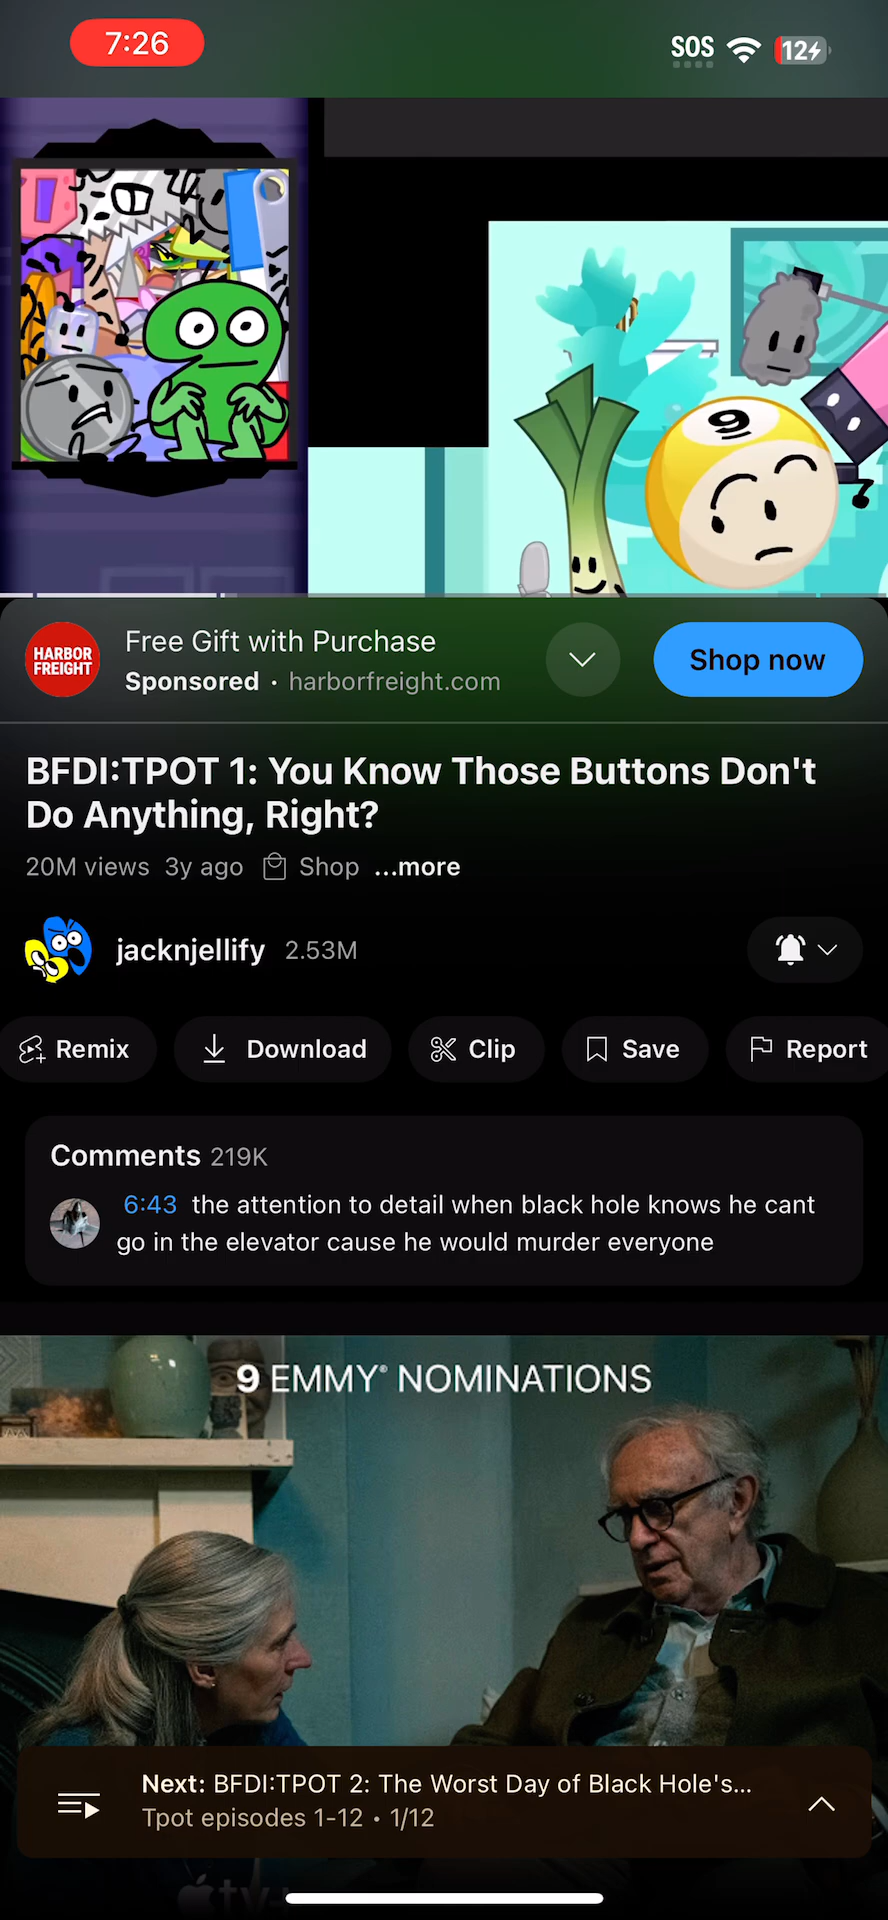 7:26
SOS
12
9
HARBOR
FREIGHT
Free Gift with Purchase
Sponsored · harborfreight.com
Shop now
BFDI:TPOT 1: You Know Those Buttons Don't
Do Anything, Right?
20M views 3y ago Shop ...more
jacknjellify 2.53M
Remix
Download
Clip
Save
Report
Comments 219K
6:43 the attention to detail when black hole knows he cant
go in the elevator cause he would murder everyone
9 EMMY® NOMINATIONS
Next: BFDI:TPOT 2: The Worst Day of Black Hole's...
Tpot episodes 1-12 • 1/12
tv+